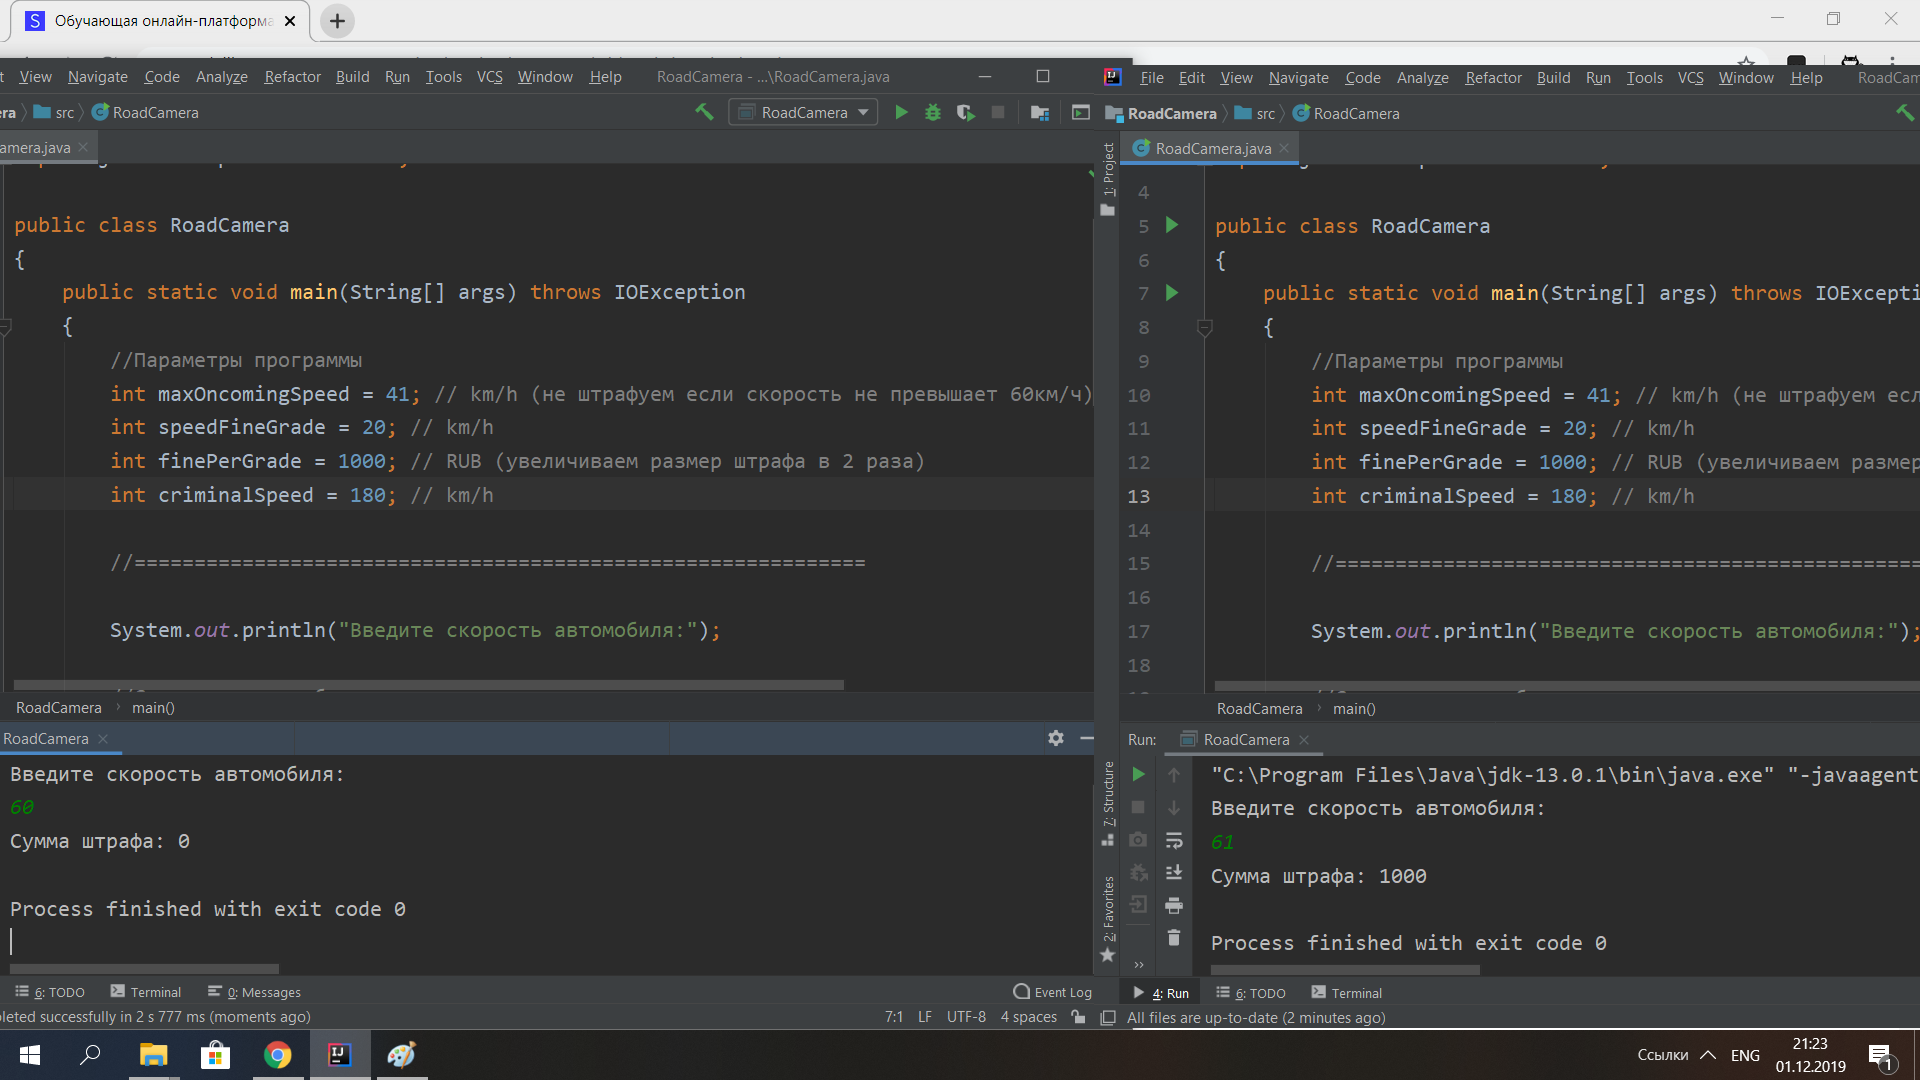 Обучающая онлайн-платформа
View Navigate Code Analyze Refactor Build Run Tools VCS Window Help RoadCamera - ...\RoadCamera.java
src RoadCamera RoadCamera
amera.java
public class RoadCamera
{
public static void main(String[] args) throws IOException
{
//Параметры программы
int maxOncomingSpeed = 41; // km/h (не штрафуем если скорость не превышает 60км/ч)
int speedFineGrade = 20; // km/h
int finePerGrade = 1000; // RUB (увеличиваем размер штрафа в 2 раза)
int criminalSpeed = 180; // km/h
//=============================================================
System.out.println("Введите скорость автомобиля:");
RoadCamera main()
RoadCamera
Введите скорость автомобиля:
60
Сумма штрафа: 0
Process finished with exit code 0
6: TODO Terminal 0: Messages Event Log
leted successfully in 2 s 777 ms (moments ago) 7:1 LF UTF-8 4 spaces
File Edit View Navigate Code Analyze Refactor Build Run Tools VCS Window Help RoadCam
RoadCamera src RoadCamera
1: Project
RoadCamera.java
4
5 public class RoadCamera
6 {
7 public static void main(String[] args) throws IOExcepti
8 {
9 //Параметры программы
10 int maxOncomingSpeed = 41; // km/h (не штрафуем есл
11 int speedFineGrade = 20; // km/h
12 int finePerGrade = 1000; // RUB (увеличиваем размер
13 int criminalSpeed = 180; // km/h
14
15 //=================================================
16
17 System.out.println("Введите скорость автомобиля:");
18
RoadCamera main()
Run: RoadCamera
7: Structure
2: Favorites
"C:\Program Files\Java\jdk-13.0.1\bin\java.exe" "-javaagent
Введите скорость автомобиля:
61
Сумма штрафа: 1000
Process finished with exit code 0
4: Run 6: TODO Terminal
All files are up-to-date (2 minutes ago)
Ссылки ENG 21:23
01.12.2019
1